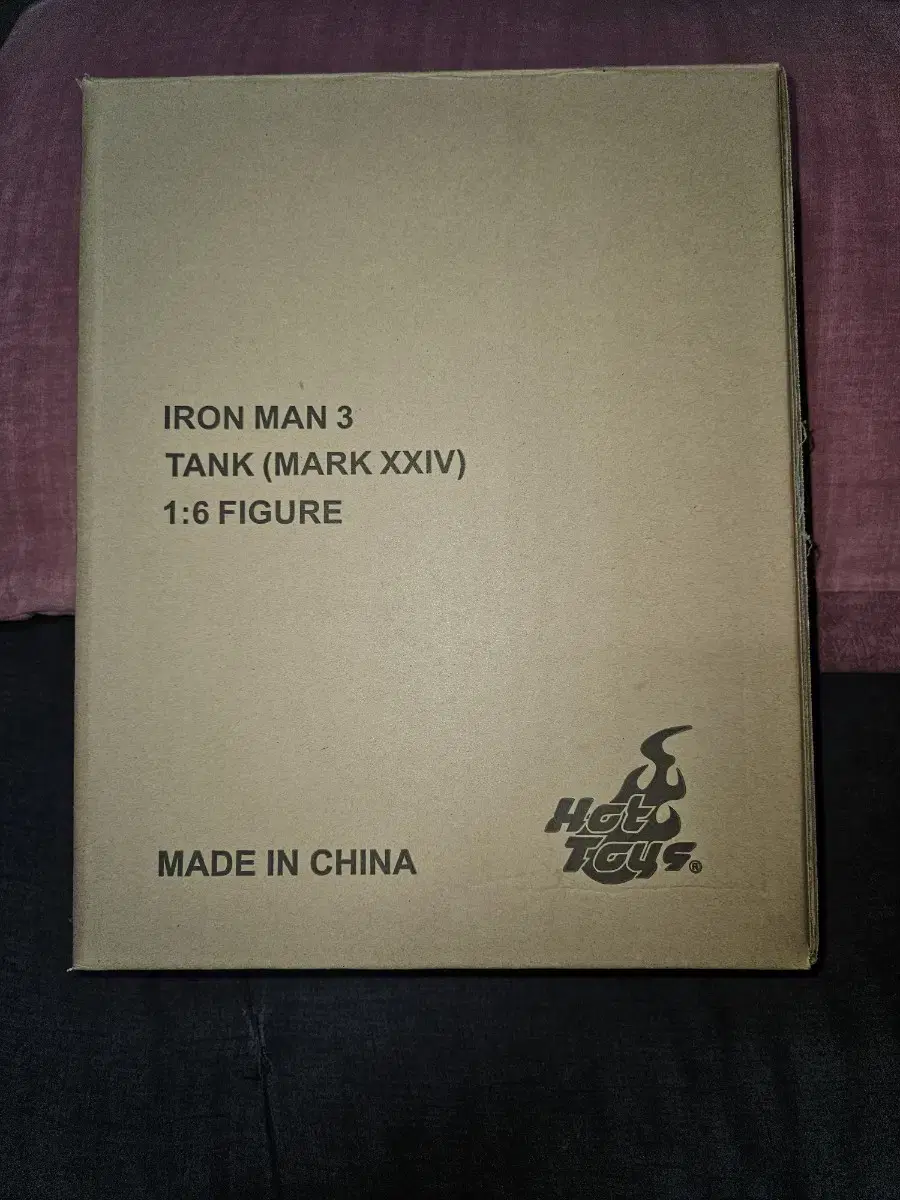 IRON MAN 3
TANK (MARK XXIV)
1:6 FIGURE
MADE IN CHINA
Hot
Toys®